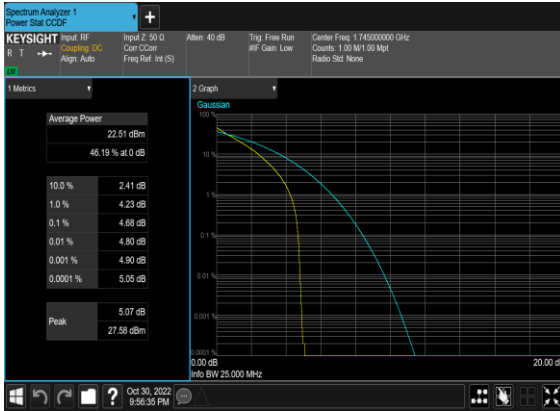 Spectrum Analyzer 1
Power Stat CCDF
KEYSIGHT
R T
Input: RF
Coupling: DC
Align: Auto
Input Z: 50 Ω
Corr CCorr
Freq Ref: Int (S)
Atten: 40 dB
Trig: Free Run
#IF Gain: Low
Center Freq: 1.745000000 GHz
Counts: 1.00 M/1.00 Mpt
Radio Std: None
1 Metrics
Average Power
22.51 dBm
46.19 % at 0 dB
10.0 % 2.41 dB
1.0 % 4.23 dB
0.1 % 4.68 dB
0.01 % 4.80 dB
0.001 % 4.90 dB
0.0001 % 5.05 dB
Peak
5.07 dB
27.58 dBm
2 Graph
Gaussian
100 %
10 %
1 %
0.1 %
0.01 %
0.001 %
0.0001 %
0.00 dB
20.00 d
Info BW 25.000 MHz
?
Oct 30, 2022
9:56:35 PM